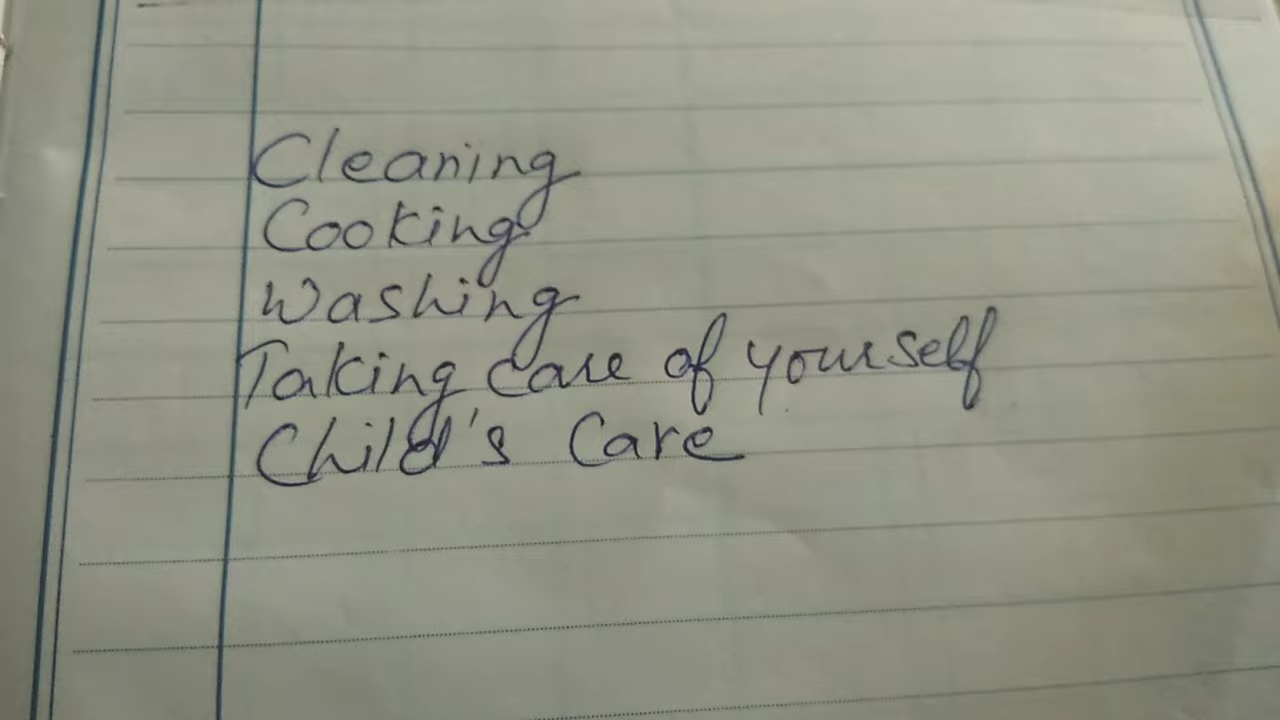 Cleaning
Cooking
Washing
Taking care of yourself
Child's Care